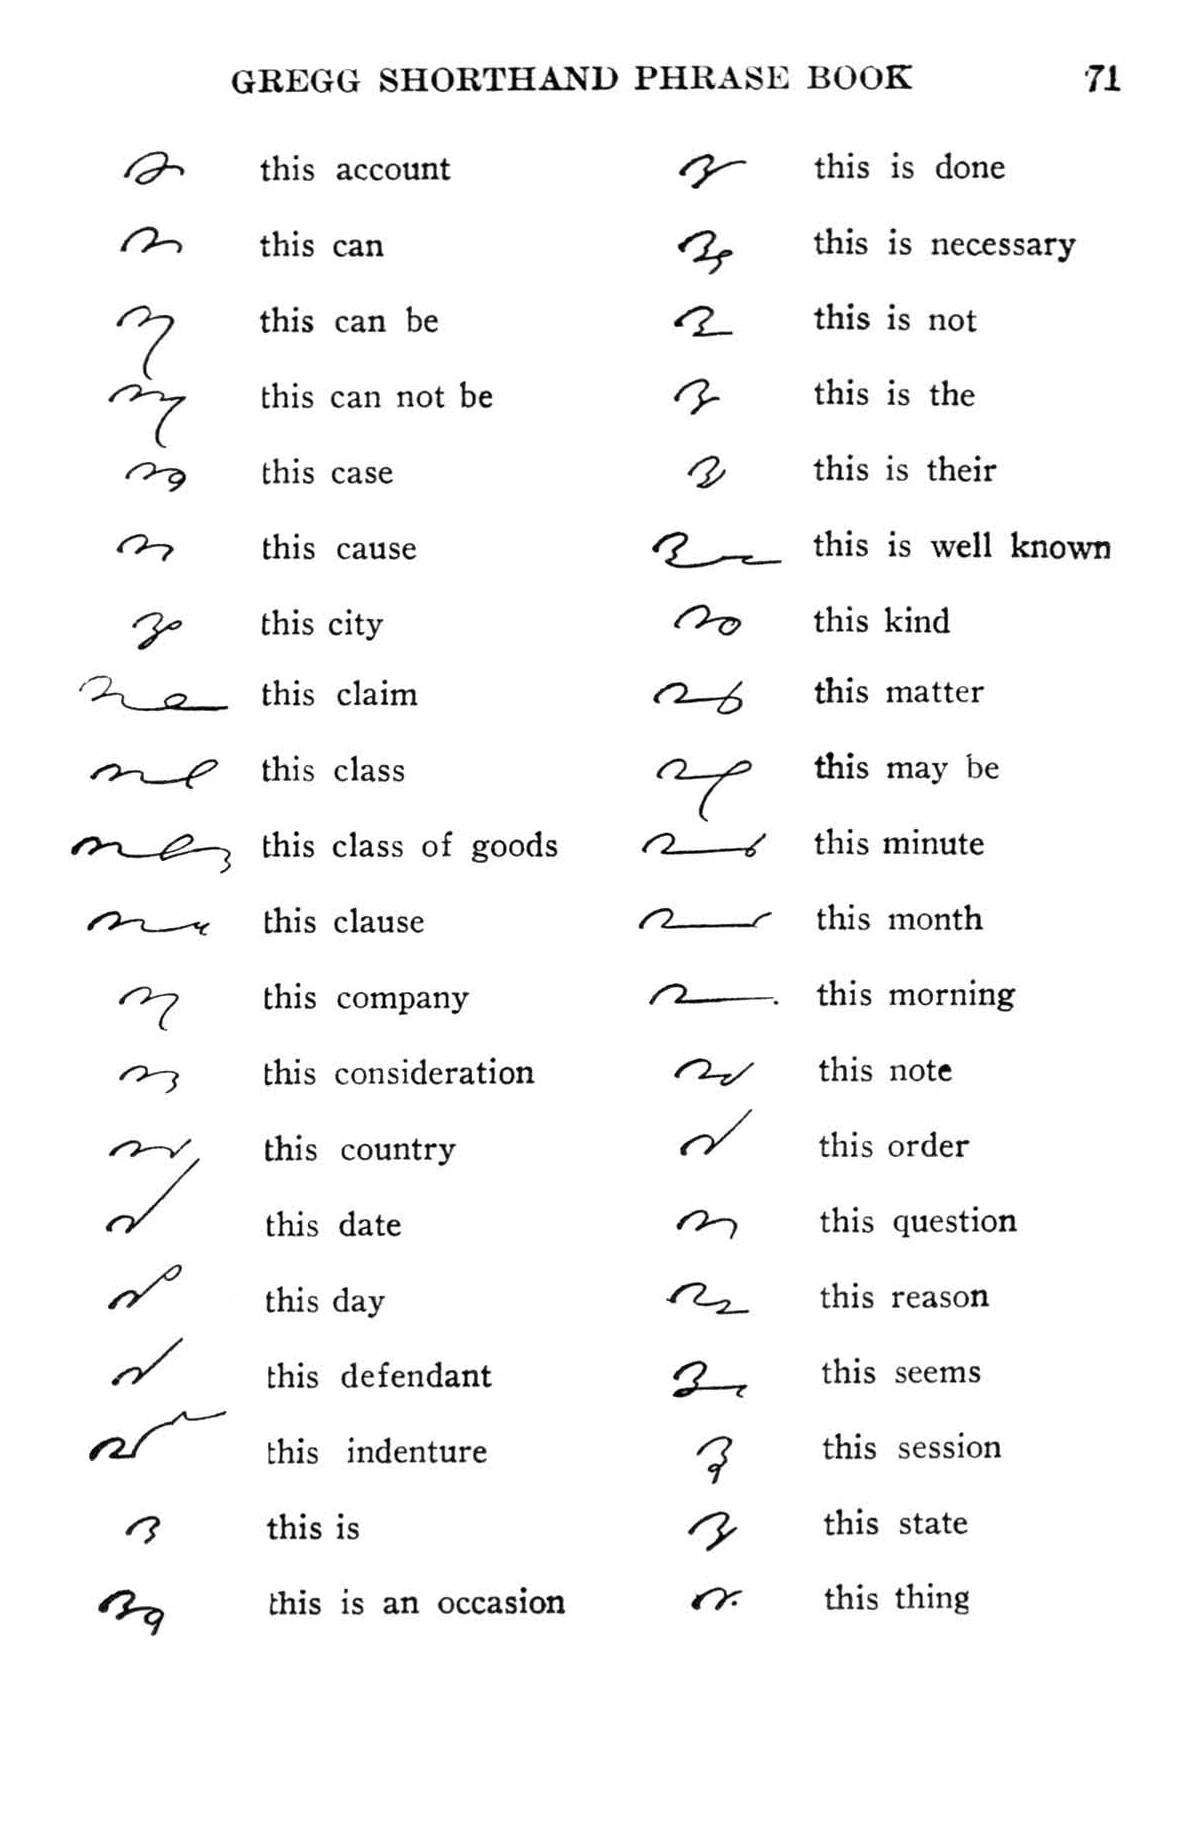 GREGG SHORTHAND PHRASE BOOK 71
this account
this can
this can be
this can not be
this case
this cause
this city
this claim
this class
this class of goods
this clause
this company
this consideration
this country
this date
this day
this defendant
this indenture
this is
this is an occasion
this is done
this is necessary
this is not
this is the
this is their
this is well known
this kind
this matter
this may be
this minute
this month
this morning
this note
this order
this question
this reason
this seems
this session
this state
this thing